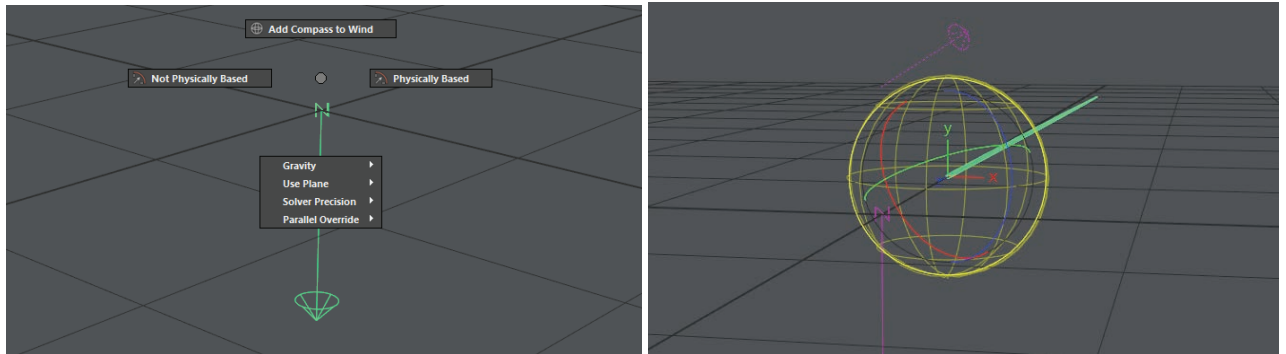 Add Compass to Wind
Not Physically Based
Physically Based
N
Gravity
Use Plane
Solver Precision
Parallel Override
y
x
N